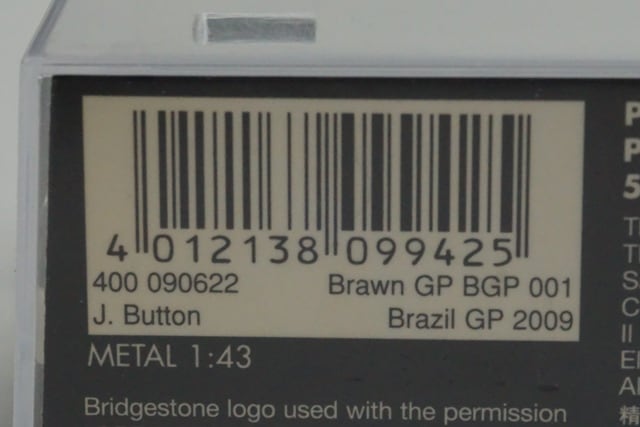 4 012138 099425
400 090622 Brawn GP BGP 001
J. Button Brazil GP 2009
METAL 1:43
Bridgestone logo used with the permission